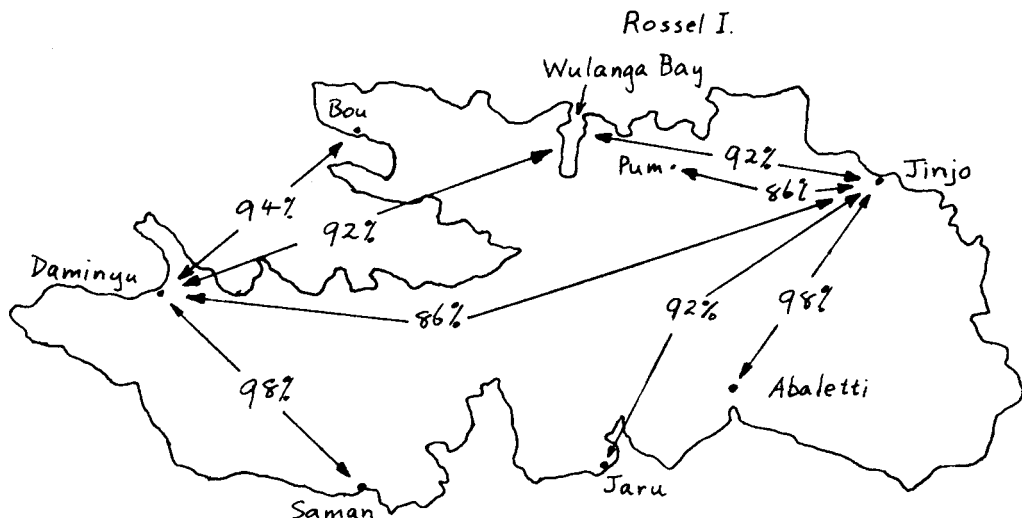 Rossel I.
Wulanga Bay
Bou
92%
Jinjo
Pum.
86%
94%
92%
Daminyu
86%
92%
98%
98%
Abaletti
Jaru
Saman